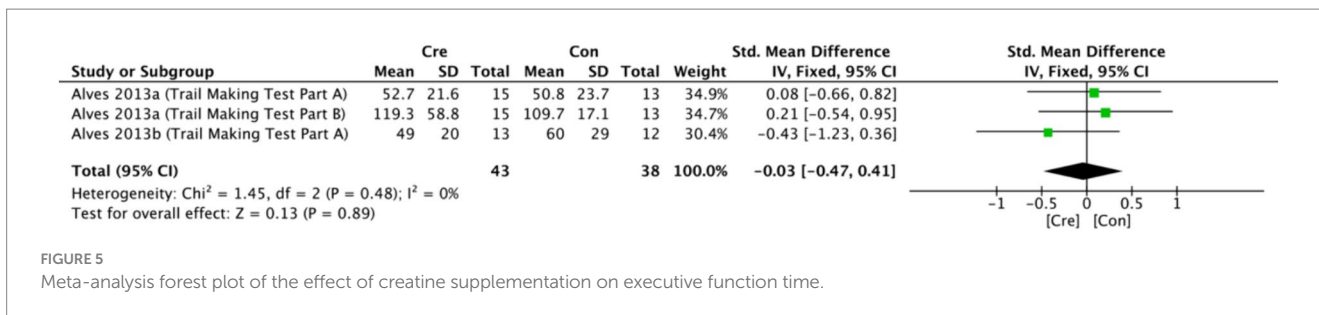 Cre Con Std. Mean Difference Std. Mean Difference
Study or Subgroup Mean SD Total Mean SD Total Weight IV, Fixed, 95% CI IV, Fixed, 95% CI
Alves 2013a (Trail Making Test Part A) 52.7 21.6 15 50.8 23.7 13 34.9% 0.08 [-0.66, 0.82]
Alves 2013a (Trail Making Test Part B) 119.3 58.8 15 109.7 17.1 13 34.7% 0.21 [-0.54, 0.95]
Alves 2013b (Trail Making Test Part A) 49 20 13 60 29 12 30.4% -0.43 [-1.23, 0.36]
Total (95% CI) 43 38 100.0% -0.03 [-0.47, 0.41]
Heterogeneity: Chi² = 1.45, df = 2 (P = 0.48); I² = 0%
Test for overall effect: Z = 0.13 (P = 0.89)
-1 -0.5 0 0.5 1
[Cre] [Con]
FIGURE 5
Meta-analysis forest plot of the effect of creatine supplementation on executive function time.